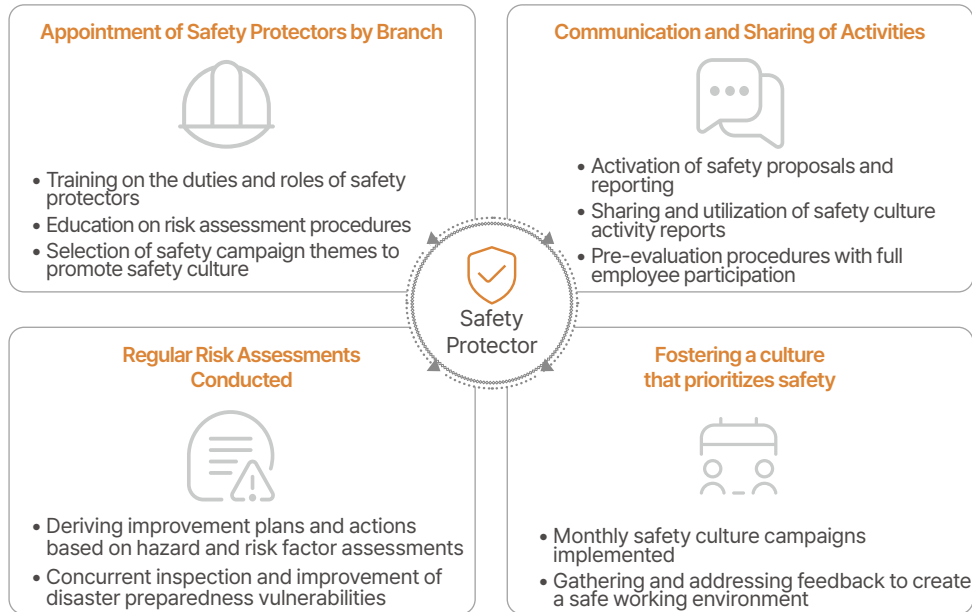 Appointment of Safety Protectors by Branch
• Training on the duties and roles of safety
protectors
• Education on risk assessment procedures
• Selection of safety campaign themes to
promote safety culture
Communication and Sharing of Activities
• Activation of safety proposals and
reporting
• Sharing and utilization of safety culture
activity reports
• Pre-evaluation procedures with full
employee participation
Safety
Protector
Regular Risk Assessments
Conducted
• Deriving improvement plans and actions
based on hazard and risk factor assessments
• Concurrent inspection and improvement of
disaster preparedness vulnerabilities
Fostering a culture
that prioritizes safety
• Monthly safety culture campaigns
implemented
• Gathering and addressing feedback to create
a safe working environment